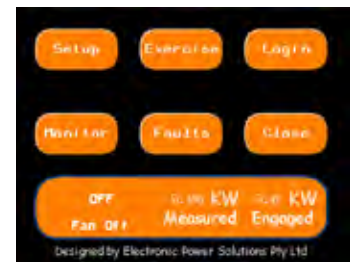 Setup Exercise Login
Monitor Faults Close
OFF KW KW
Fan Off Measured Engaged
Designed by Electronic Power Solutions Pty Ltd